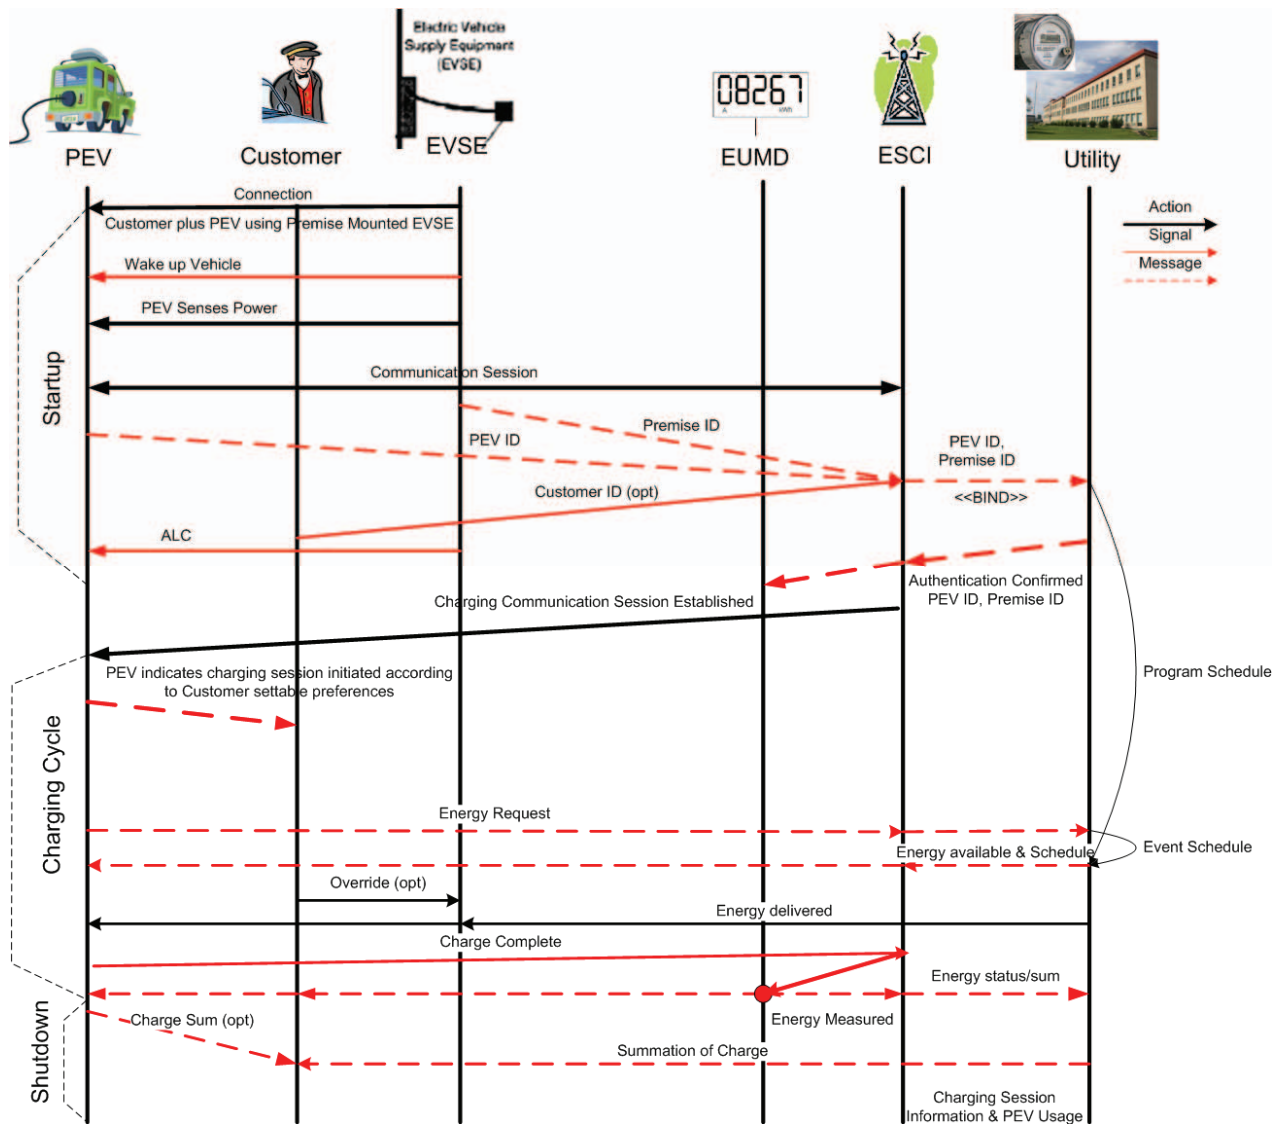 Electric Vehicle
Supply Equipment
(EVSE)
08267
A kWh
PEV
Customer
EVSE
EUMD
ESCI
Utility
Connection
Customer plus PEV using Premise Mounted EVSE
Action
Signal
Message
Wake up Vehicle
PEV Senses Power
Startup
Communication Session
Premise ID
PEV ID
PEV ID,
Premise ID
<<BIND>>
Customer ID (opt)
ALC
Authentication Confirmed
PEV ID, Premise ID
Charging Communication Session Established
PEV indicates charging session initiated according
to Customer settable preferences
Program Schedule
Charging Cycle
Energy Request
Event Schedule
Energy available & Schedule
Override (opt)
Energy delivered
Charge Complete
Energy status/sum
Shutdown
Charge Sum (opt)
Energy Measured
Summation of Charge
Charging Session
Information & PEV Usage